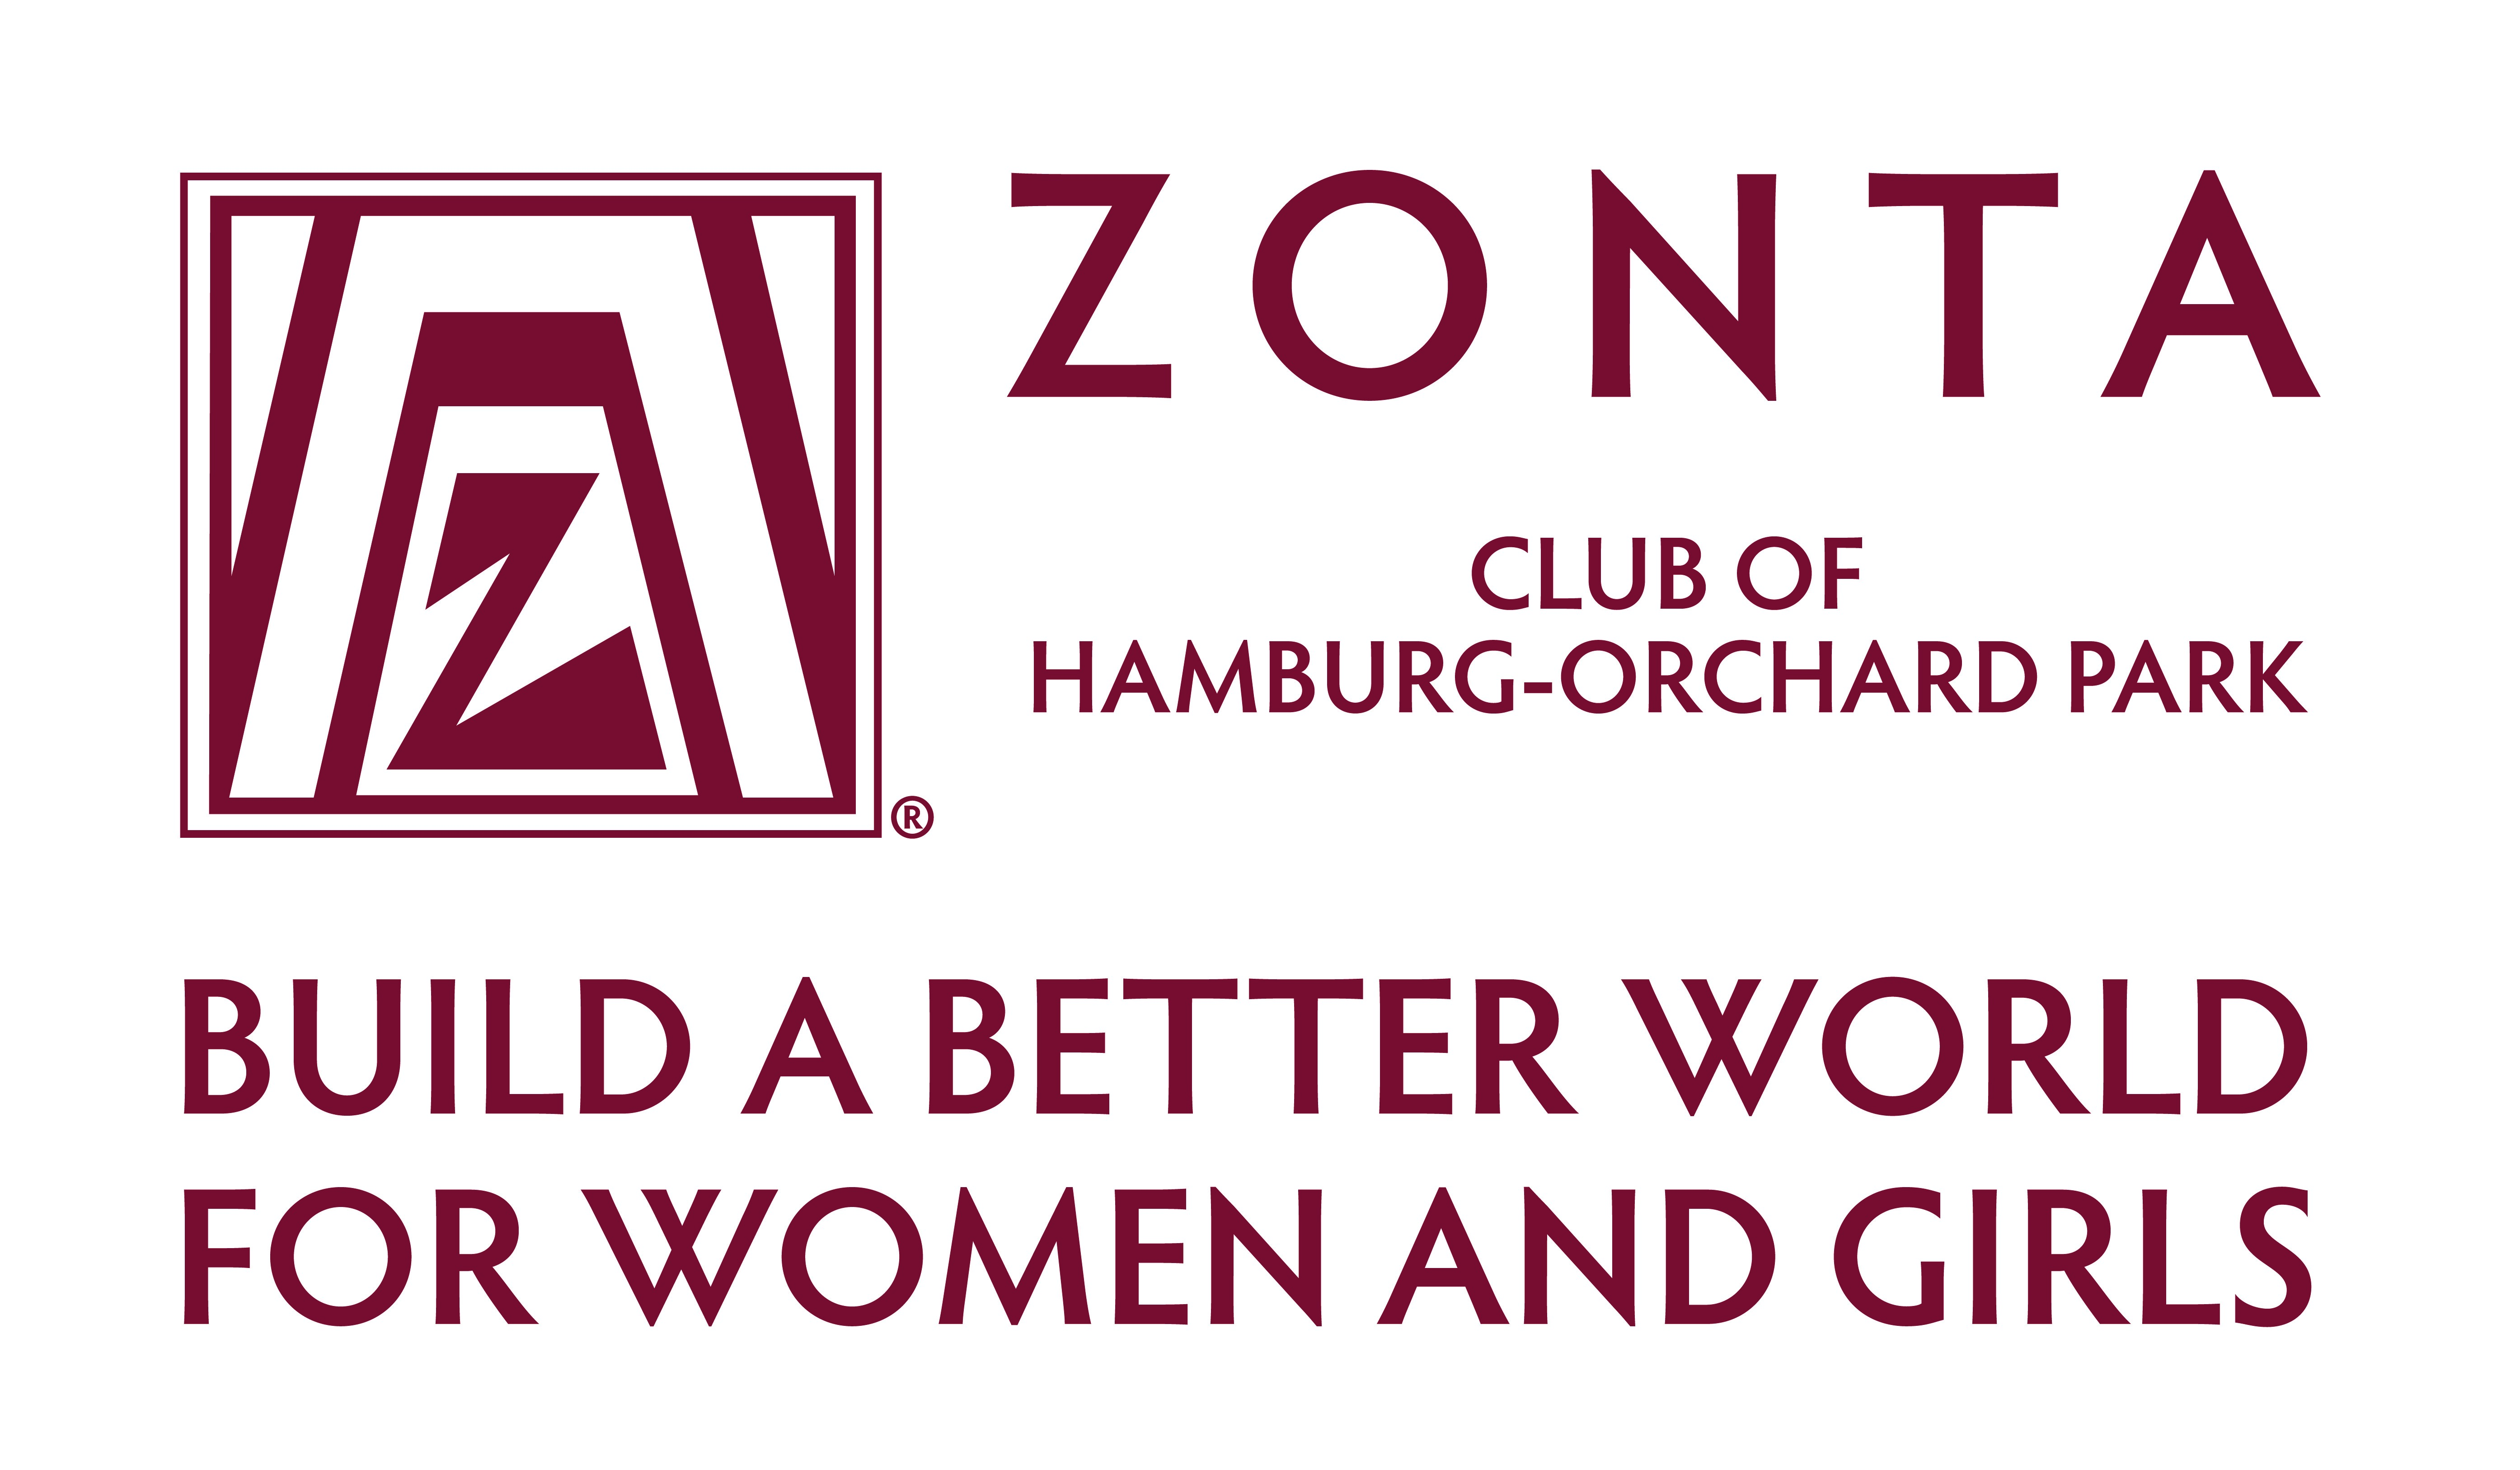 ZONTA
CLUB OF
HAMBURG-ORCHARD PARK
Z
®
BUILD A BETTER WORLD
FOR WOMEN AND GIRLS